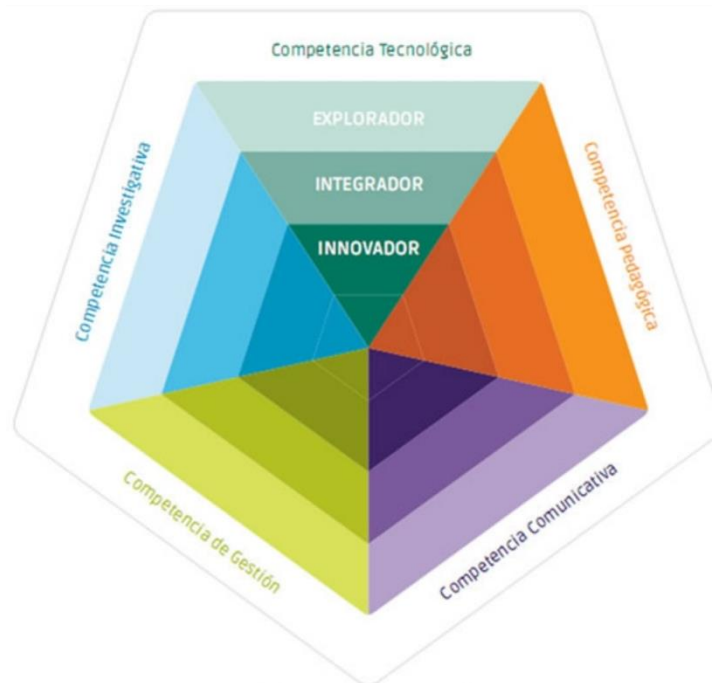 Competencia Tecnológica
EXPLORADOR
INTEGRADOR
INNOVADOR
Competencia Investigativa
Competencia Pedagógica
Competencia de Gestión
Competencia Comunicativa